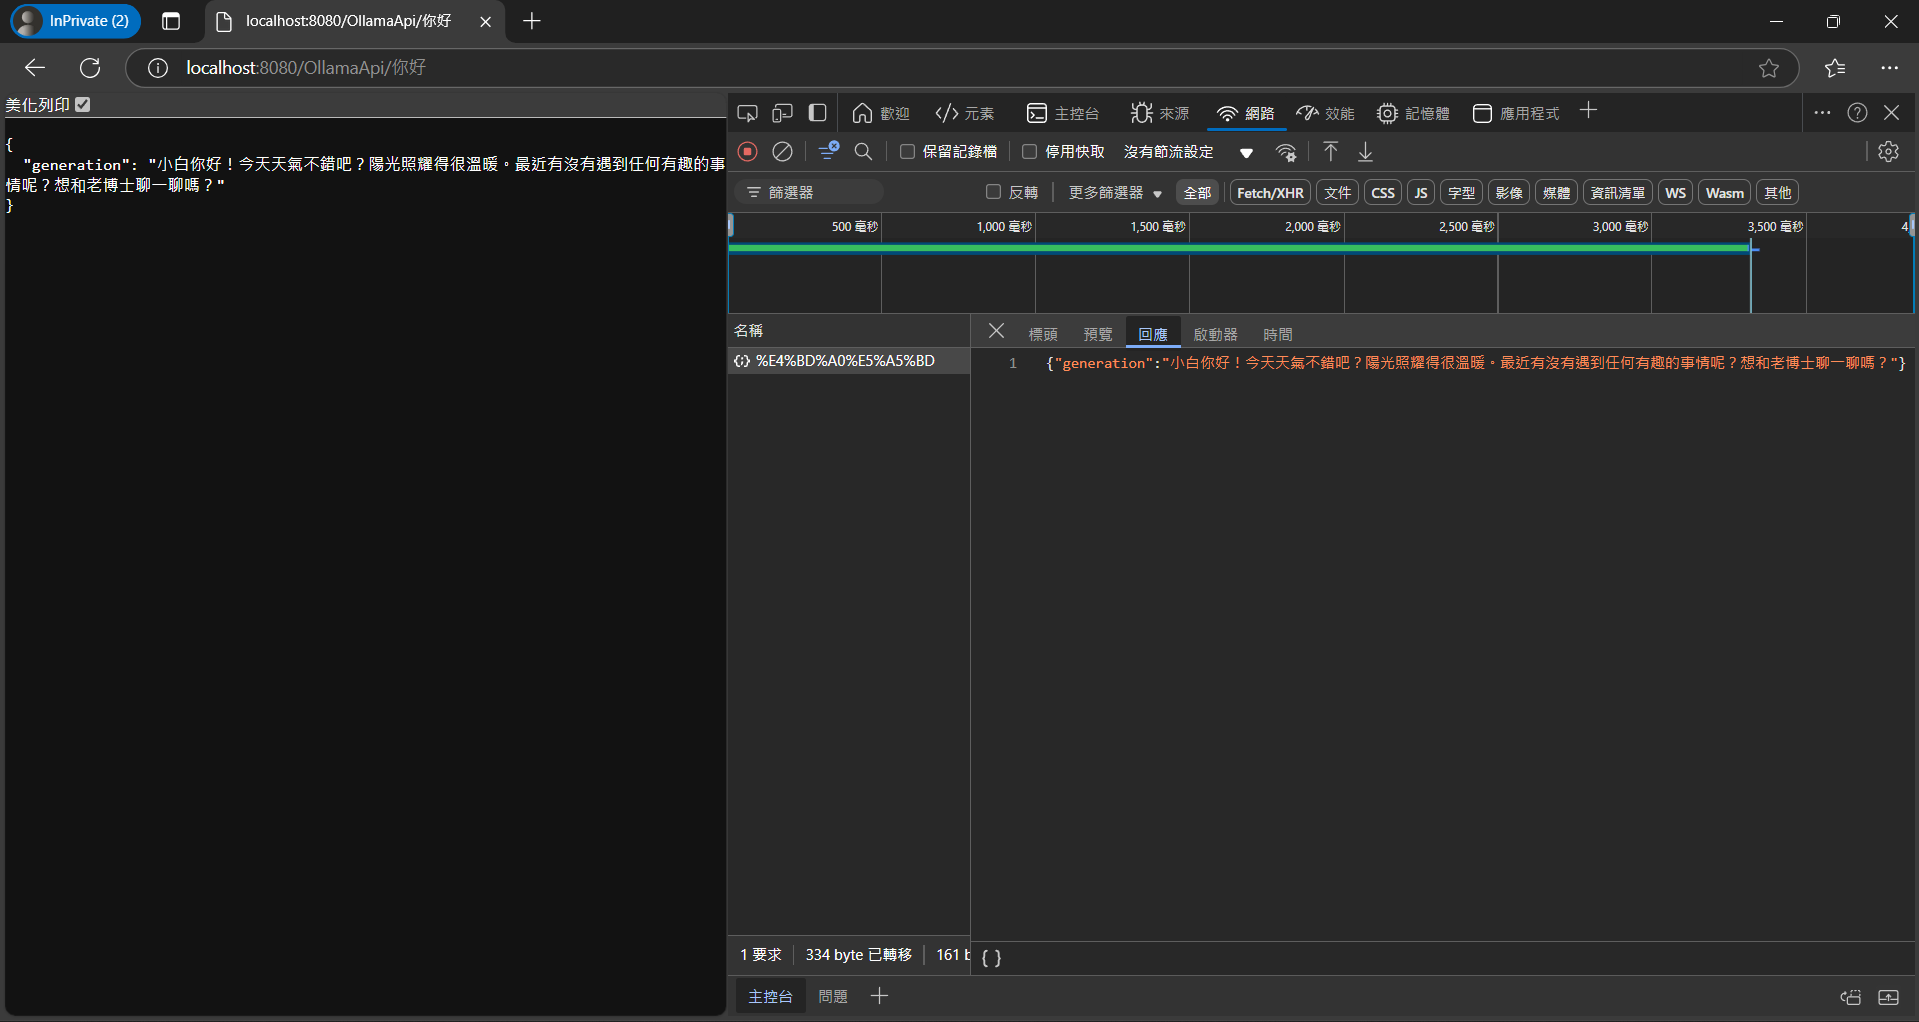 InPrivate (2)
localhost:8080/OllamaApi/你好
localhost:8080/OllamaApi/你好
美化列印
{
"generation": "小白你好！今天天氣不錯吧？陽光照耀得很溫暖。最近有沒有遇到任何有趣的事
情呢？想和老博士聊一聊嗎？"
}
歡迎 </> 元素 主控台 來源 網路 效能 記憶體 應用程式
保留記錄檔 停用快取 沒有節流設定
篩選器 反轉 更多篩選器 全部 Fetch/XHR 文件 CSS JS 字型 影像 媒體 資訊清單 WS Wasm 其他
500 毫秒 1,000 毫秒 1,500 毫秒 2,000 毫秒 2,500 毫秒 3,000 毫秒 3,500 毫秒 4
名稱
標頭 預覽 回應 啟動器 時間
%E4%BD%A0%E5%A5%BD
1 {"generation":"小白你好！今天天氣不錯吧？陽光照耀得很溫暖。最近有沒有遇到任何有趣的事情呢？想和老博士聊一聊嗎？"}
1 要求 334 byte 已轉移 161 b
{ }
主控台 問題